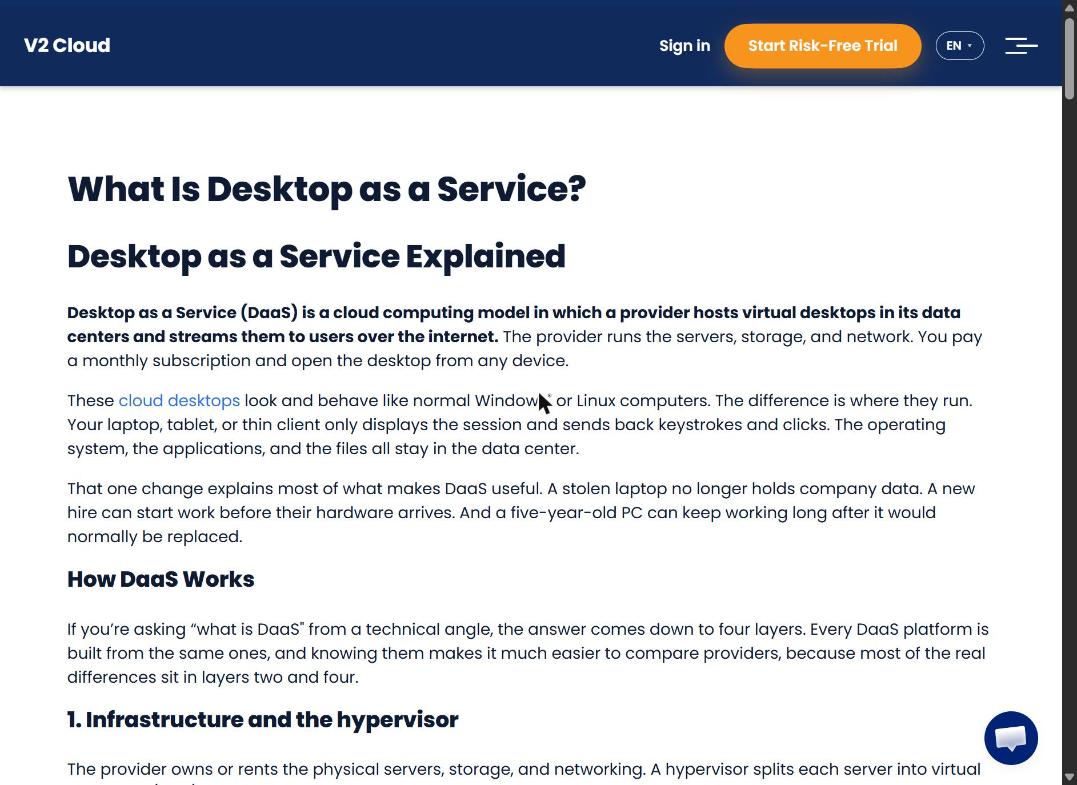 V2 Cloud
Sign in
Start Risk-Free Trial
EN
What Is Desktop as a Service?
Desktop as a Service Explained
Desktop as a Service (DaaS) is a cloud computing model in which a provider hosts virtual desktops in its data
centers and streams them to users over the internet. The provider runs the servers, storage, and network. You pay
a monthly subscription and open the desktop from any device.
These cloud desktops look and behave like normal Windows or Linux computers. The difference is where they run.
Your laptop, tablet, or thin client only displays the session and sends back keystrokes and clicks. The operating
system, the applications, and the files all stay in the data center.
That one change explains most of what makes DaaS useful. A stolen laptop no longer holds company data. A new
hire can start work before their hardware arrives. And a five-year-old PC can keep working long after it would
normally be replaced.
How DaaS Works
If you’re asking “what is DaaS" from a technical angle, the answer comes down to four layers. Every DaaS platform is
built from the same ones, and knowing them makes it much easier to compare providers, because most of the real
differences sit in layers two and four.
1. Infrastructure and the hypervisor
The provider owns or rents the physical servers, storage, and networking. A hypervisor splits each server into virtual